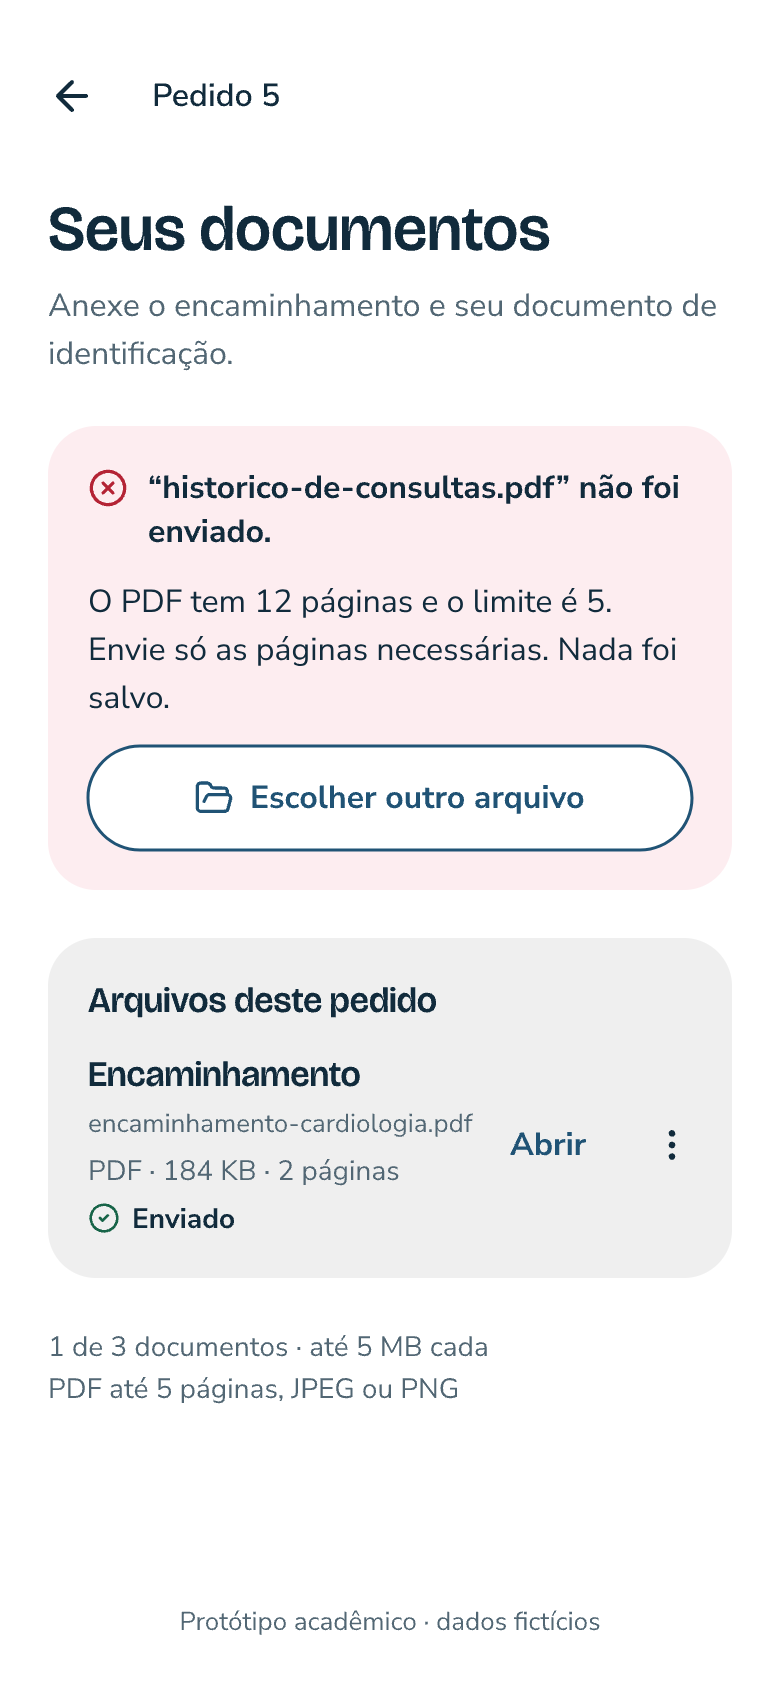 Pedido 5
Seus documentos
Anexe o encaminhamento e seu documento de
identificação.
“historico-de-consultas.pdf” não foi
enviado.
O PDF tem 12 páginas e o limite é 5.
Envie só as páginas necessárias. Nada foi
salvo.
Escolher outro arquivo
Arquivos deste pedido
Encaminhamento
encaminhamento-cardiologia.pdf
PDF · 184 KB · 2 páginas
Enviado
Abrir
1 de 3 documentos · até 5 MB cada
PDF até 5 páginas, JPEG ou PNG
Protótipo acadêmico · dados fictícios